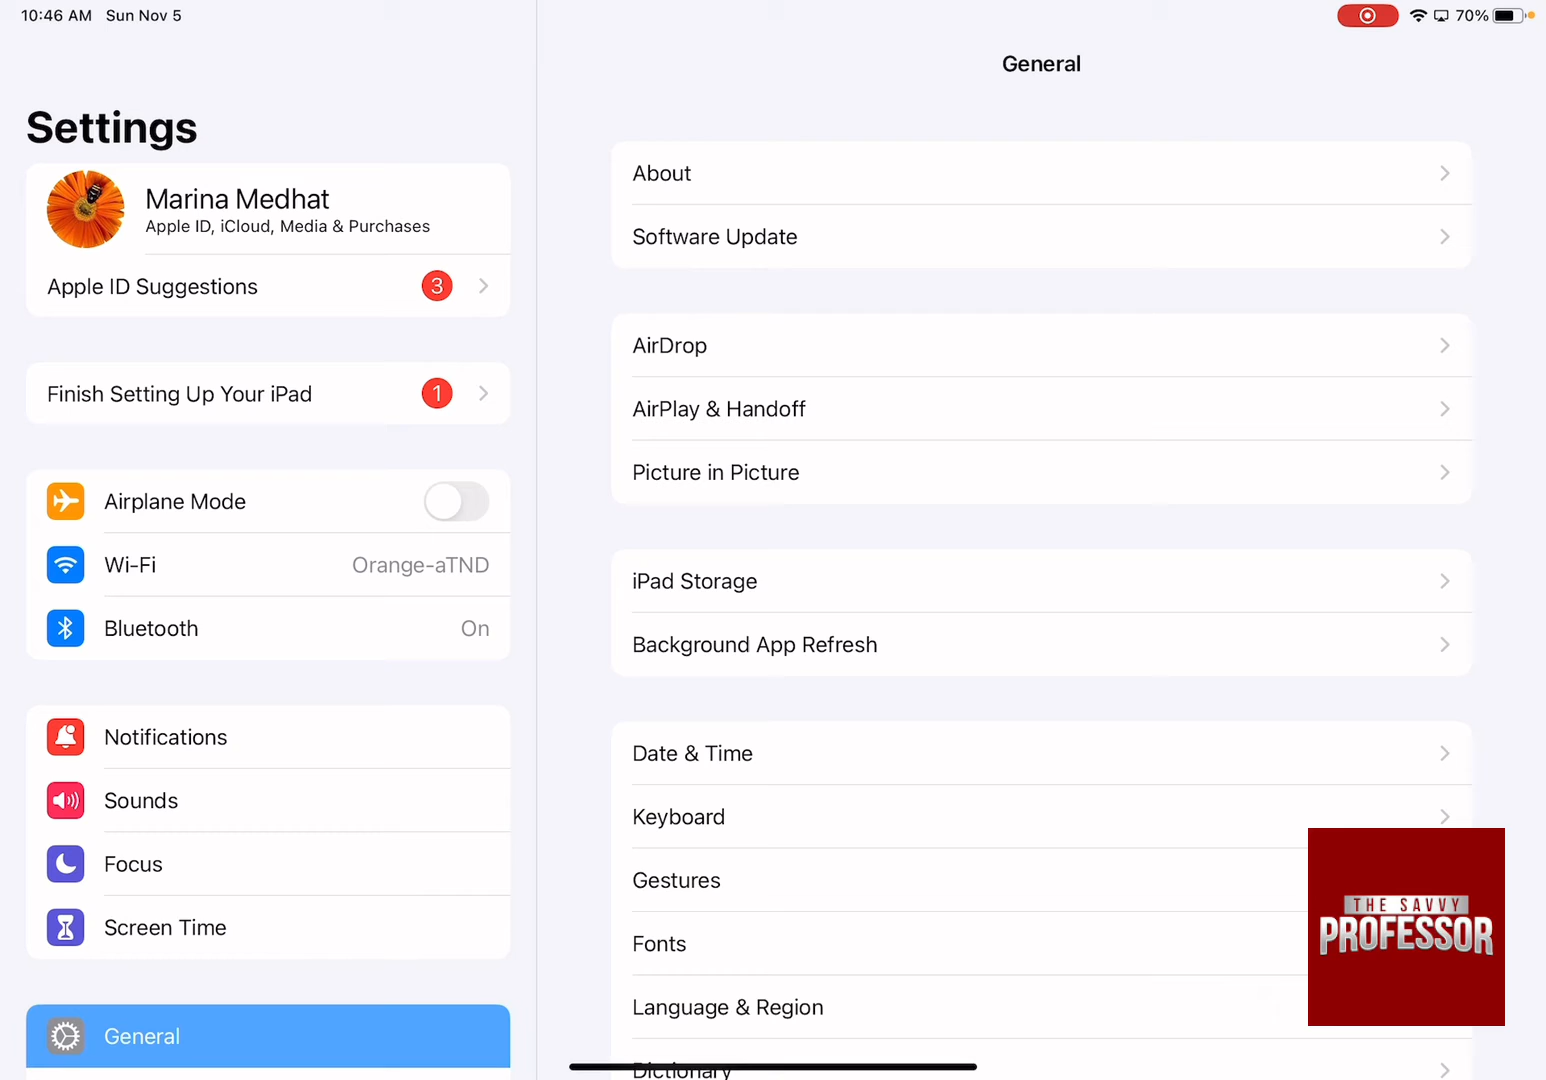 10:46 AM Sun Nov 5
70%
Settings
Marina Medhat
Apple ID, iCloud, Media & Purchases
Apple ID Suggestions
3
Finish Setting Up Your iPad
1
Airplane Mode
Wi-Fi
Orange-aTND
Bluetooth
On
Notifications
Sounds
Focus
Screen Time
General
General
About
Software Update
AirDrop
AirPlay & Handoff
Picture in Picture
iPad Storage
Background App Refresh
Date & Time
Keyboard
Gestures
Fonts
Language & Region
Dictionary
THE SAVVY
PROFESSOR